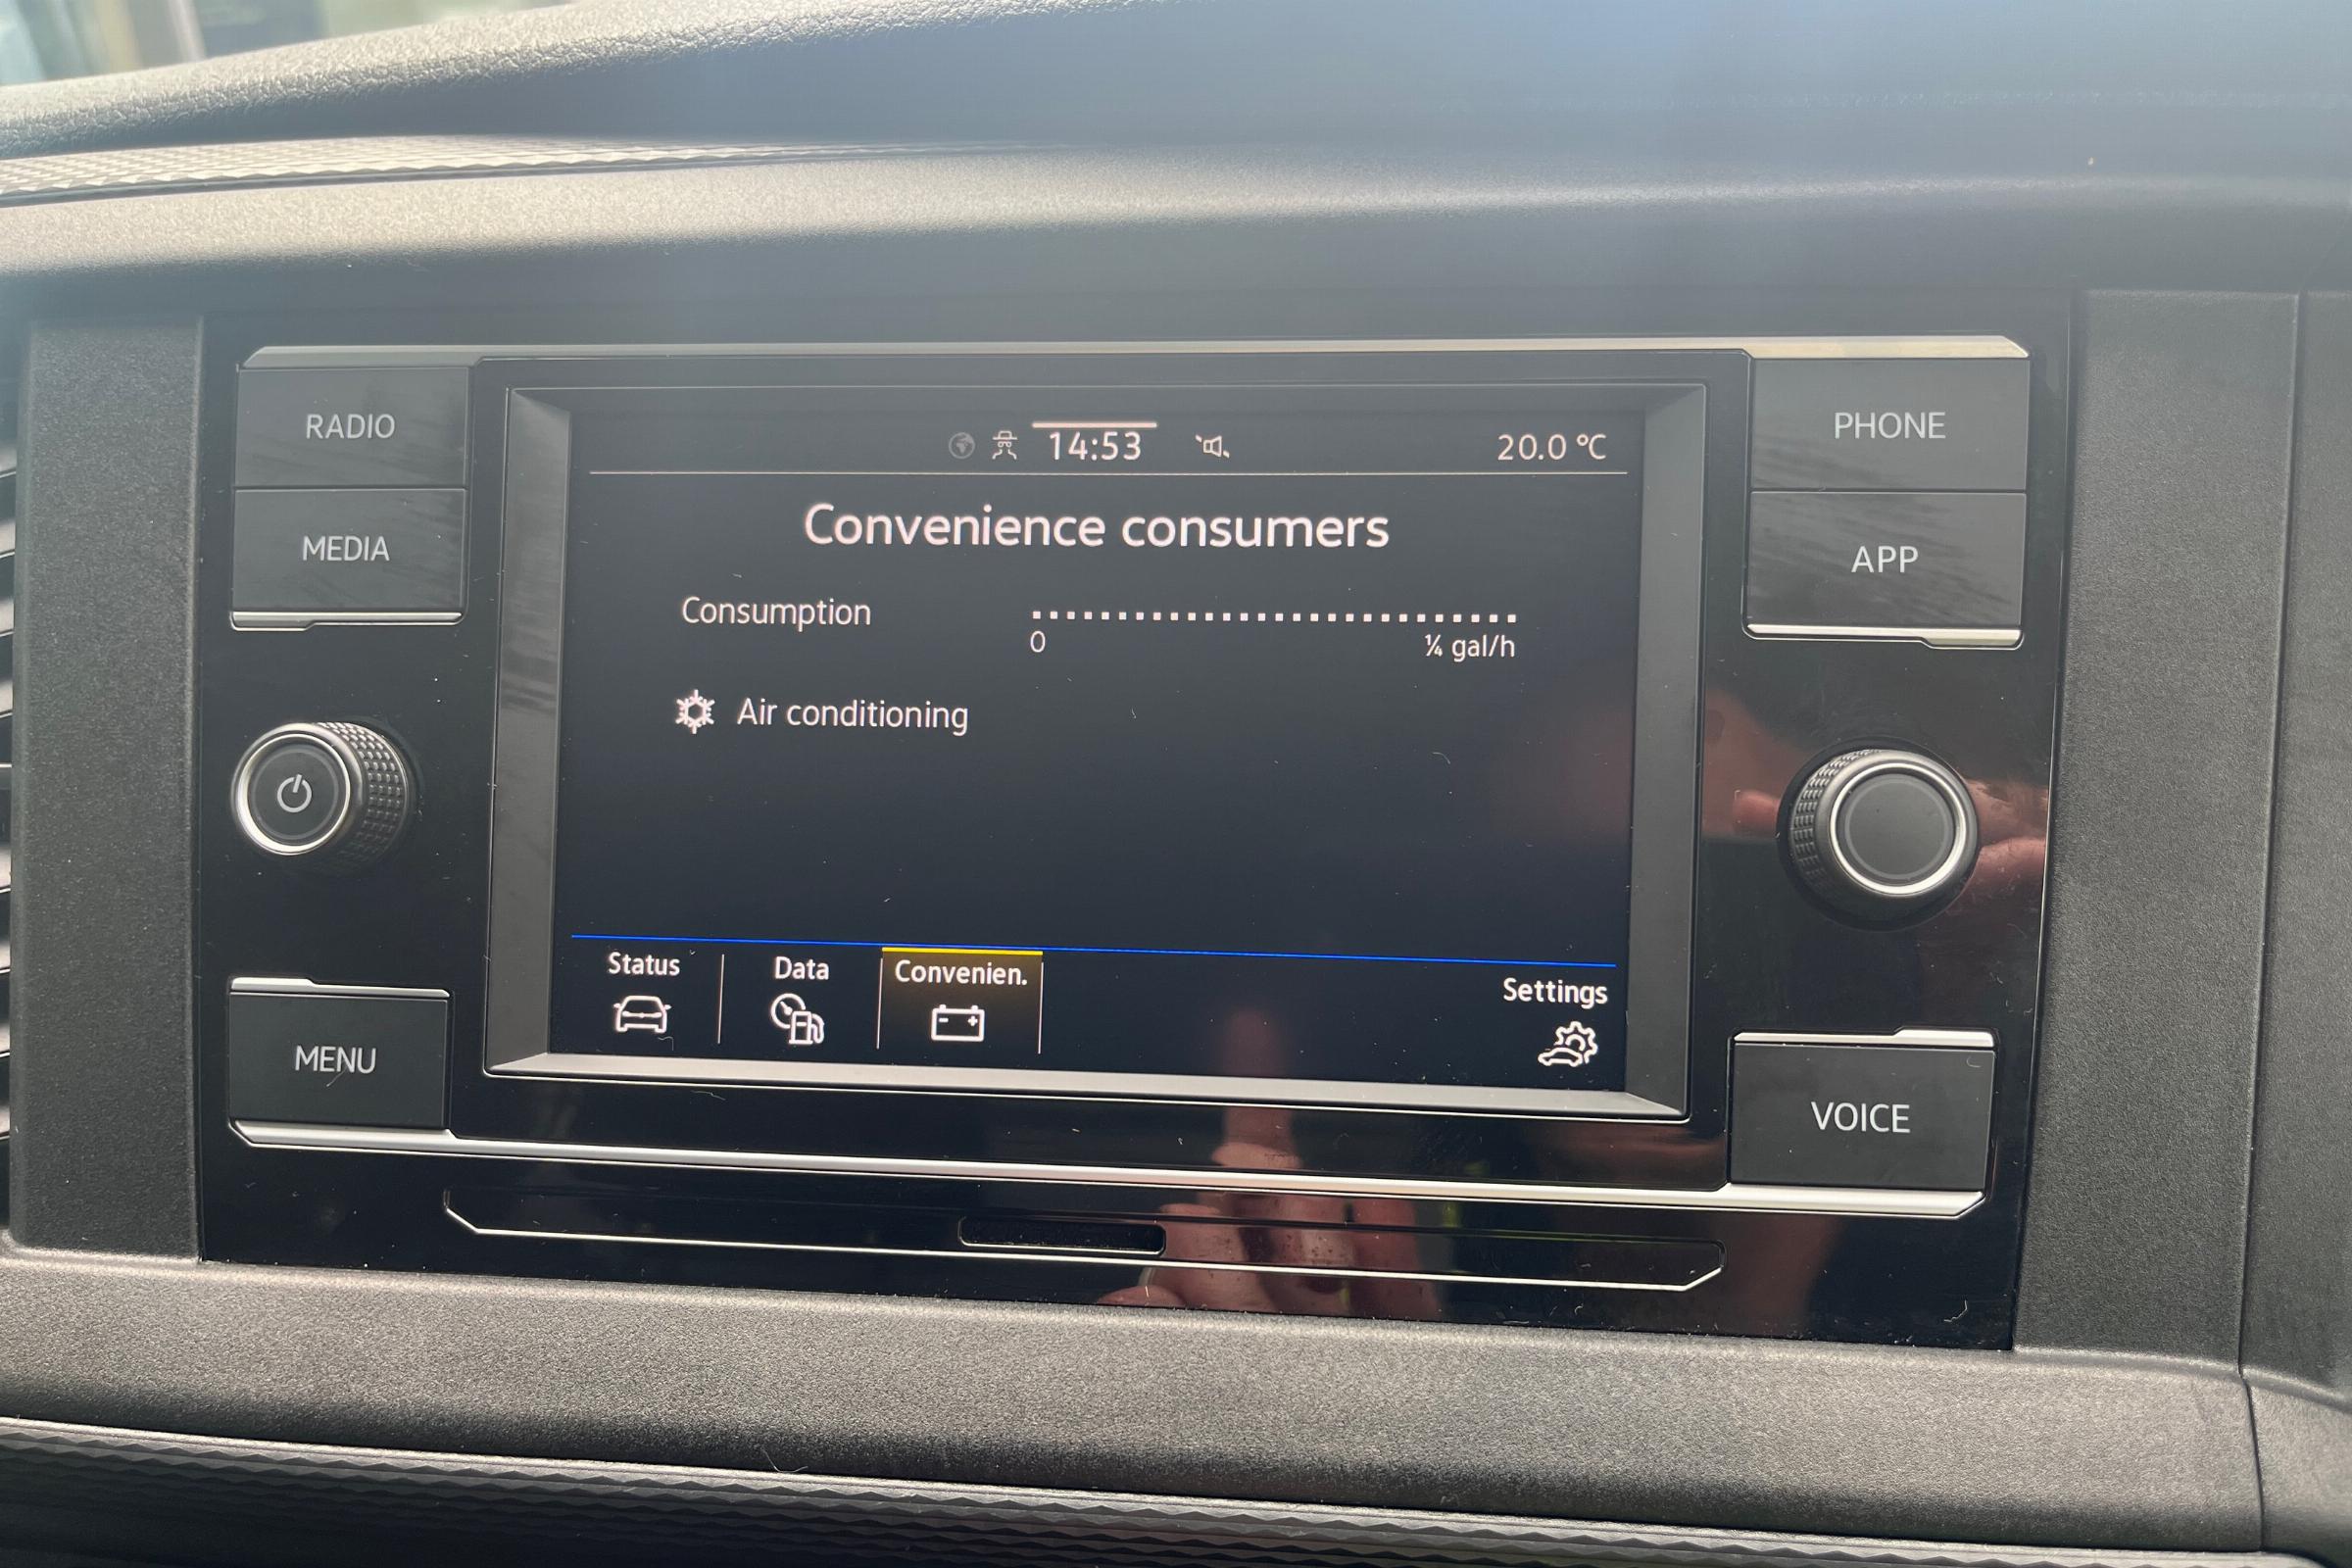 RADIO
MEDIA
MENU
14:53
20.0 °C
Convenience consumers
Consumption
0
¼ gal/h
Air conditioning
Status
Data
Convenien.
Settings
PHONE
APP
VOICE